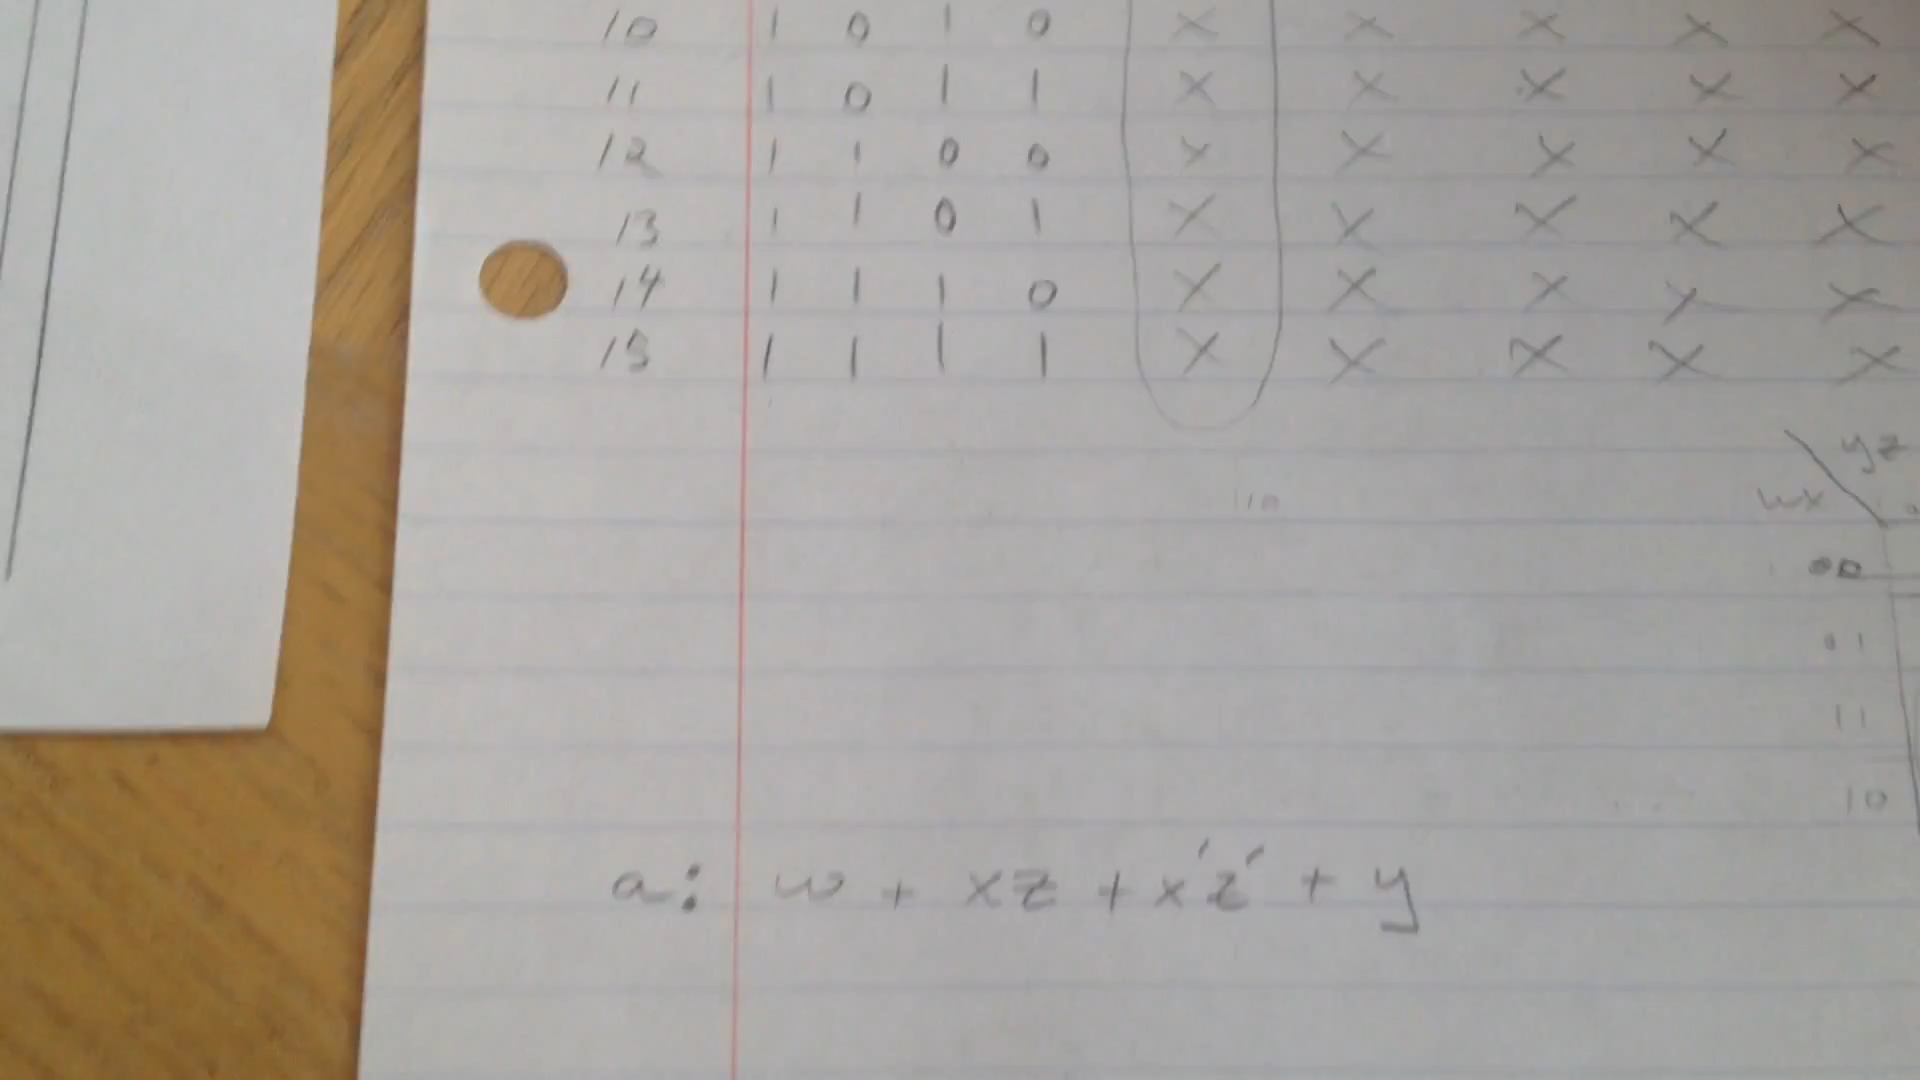 10 1 0 1 0 X X X X X
11 1 0 1 1 X X X X X
12 1 1 0 0 X X X X X
13 1 1 0 1 X X X X X
14 1 1 1 0 X X X X X
15 1 1 1 1 X X X X X
yz
wx
00
01
11
10
a: w + xz + x'z' + y